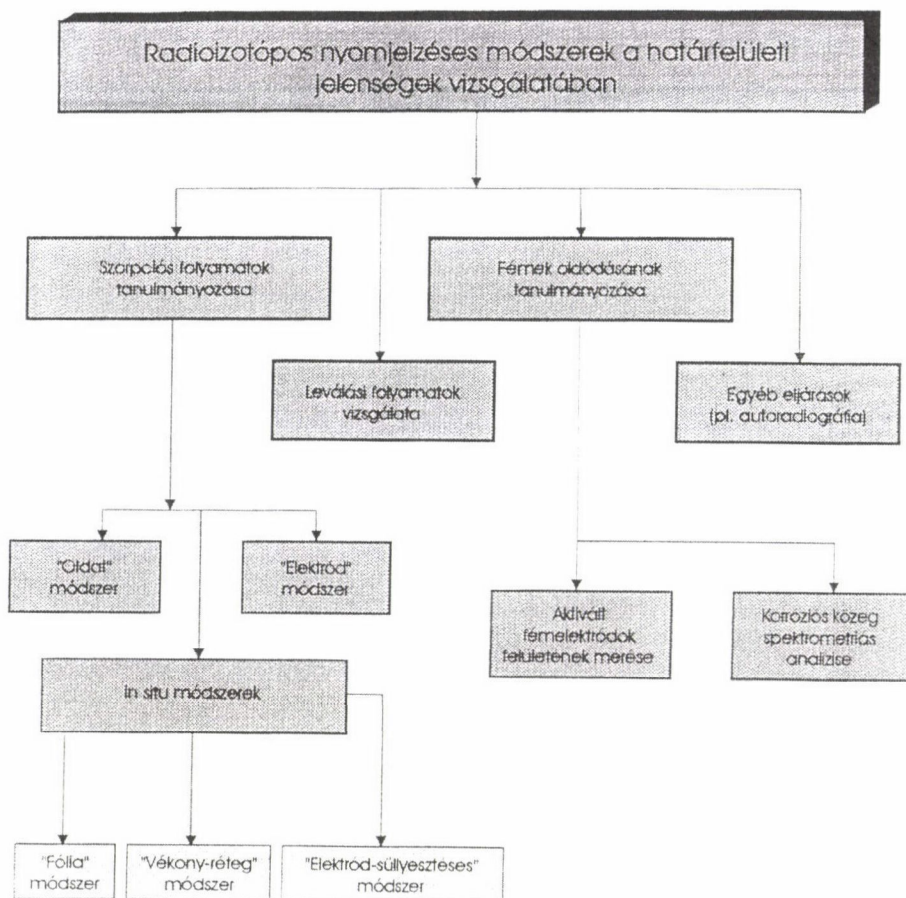 Radioizotópos nyomjelzéses módszerek a határfelületi
jelenségek vizsgálatában
Szorpciós folyamatok
tanulmányozása
Fémek oldódásának
tanulmányozása
Leválási folyamatok
vizsgálata
Egyéb eljárások
(pl. autoradiográfia)
"Oldat"
módszer
"Elektród"
módszer
Aktivált
fémelektródok
felületének mérése
Korróziós közeg
spektrometriás
analízise
in situ módszerek
"Fólia"
módszer
"Vékony-réteg"
módszer
"Elektród-süllyesztéses"
módszer